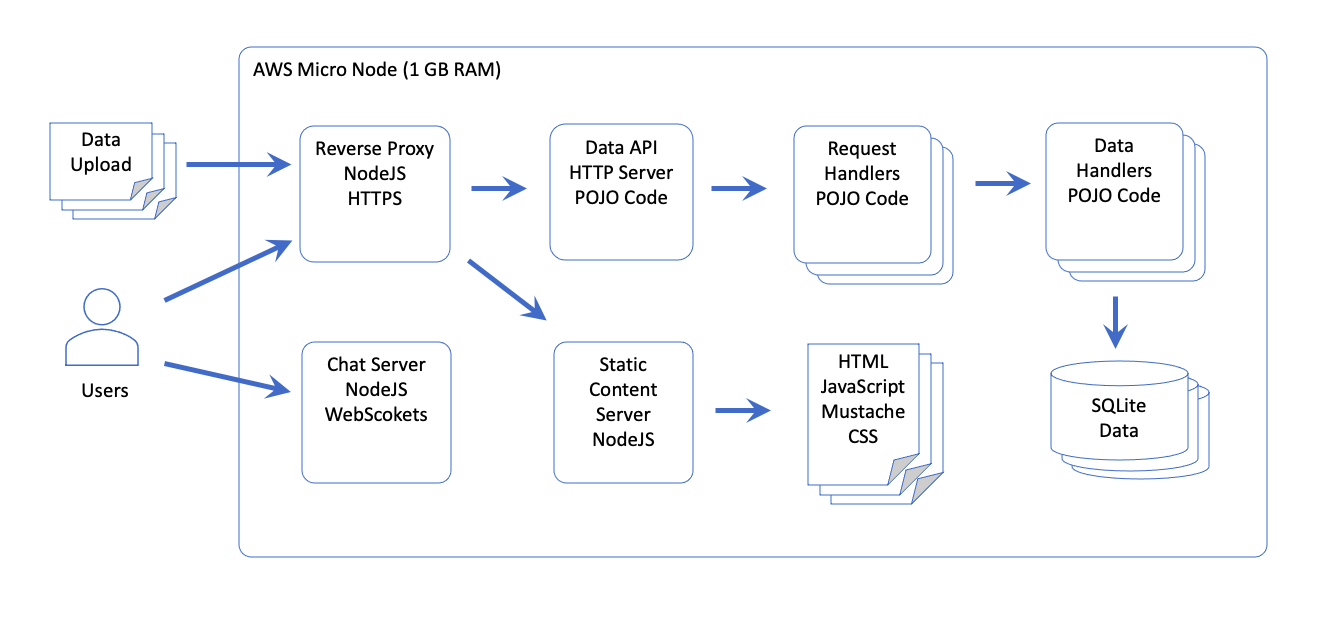 AWS Micro Node (1 GB RAM)
Data
Upload
Reverse Proxy
NodeJS
HTTPS
Data API
HTTP Server
POJO Code
Request
Handlers
POJO Code
Data
Handlers
POJO Code
Users
Chat Server
NodeJS
WebScokets
Static
Content
Server
NodeJS
HTML
JavaScript
Mustache
CSS
SQLite
Data